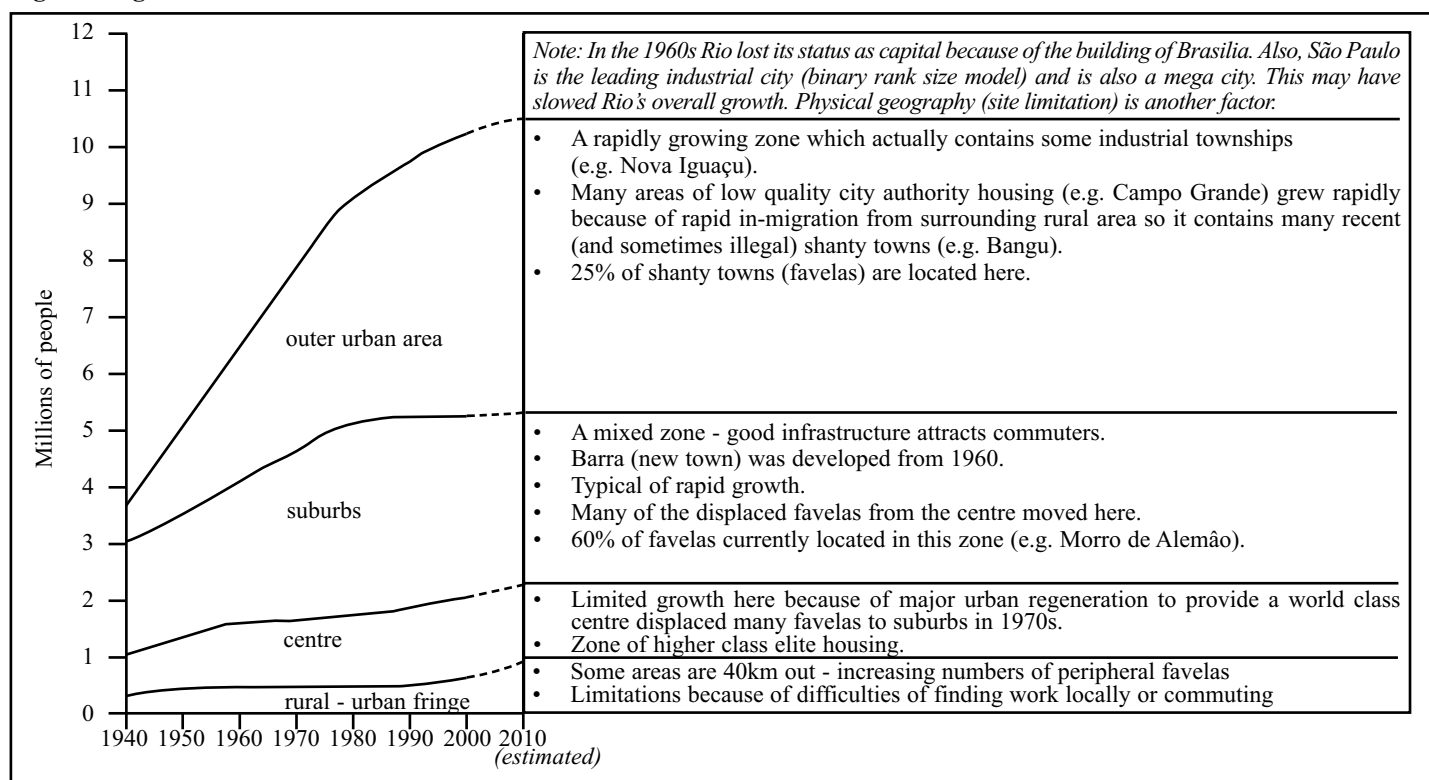 12
11
10
9
8
7
6
5
4
3
2
1
0
Millions of people
outer urban area
suburbs
centre
rural - urban fringe
1940 1950 1960 1970 1980 1990 2000 2010
(estimated)
Note: In the 1960s Rio lost its status as capital because of the building of Brasilia. Also, São Paulo
is the leading industrial city (binary rank size model) and is also a mega city. This may have
slowed Rio's overall growth. Physical geography (site limitation) is another factor.
• A rapidly growing zone which actually contains some industrial townships
(e.g. Nova Iguaçu).
• Many areas of low quality city authority housing (e.g. Campo Grande) grew rapidly
because of rapid in-migration from surrounding rural area so it contains many recent
(and sometimes illegal) shanty towns (e.g. Bangu).
• 25% of shanty towns (favelas) are located here.
• A mixed zone - good infrastructure attracts commuters.
• Barra (new town) was developed from 1960.
• Typical of rapid growth.
• Many of the displaced favelas from the centre moved here.
• 60% of favelas currently located in this zone (e.g. Morro de Alemâo).
• Limited growth here because of major urban regeneration to provide a world class
centre displaced many favelas to suburbs in 1970s.
• Zone of higher class elite housing.
• Some areas are 40km out - increasing numbers of peripheral favelas
• Limitations because of difficulties of finding work locally or commuting